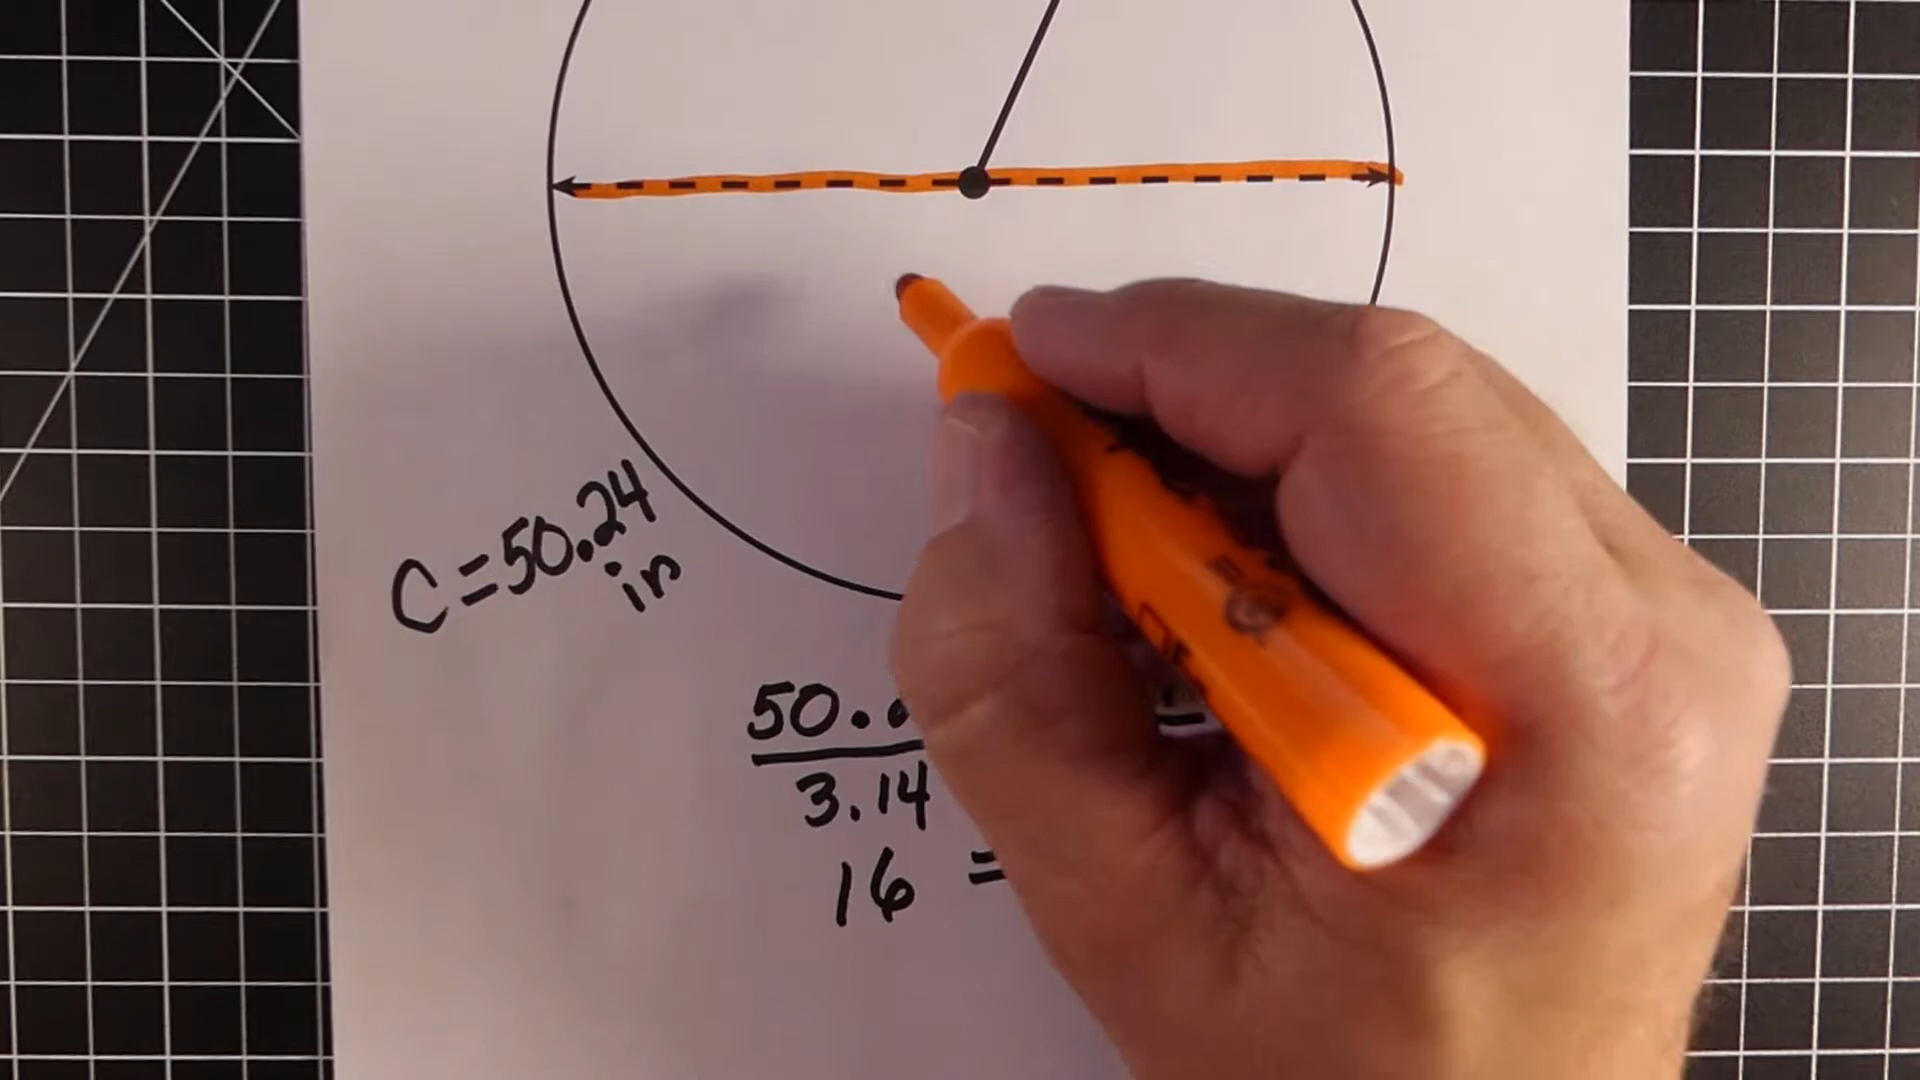 C=50.24
in
50.
3.14
16 =